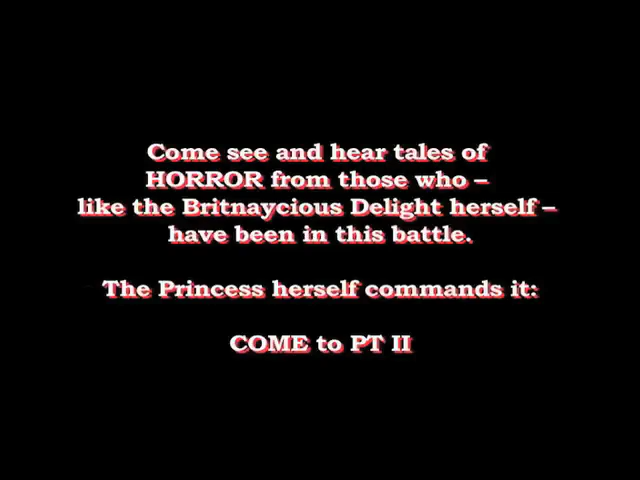 Come see and hear tales of
HORROR from those who –
like the Britnaycious Delight herself –
have been in this battle.
The Princess herself commands it:
COME to PT II